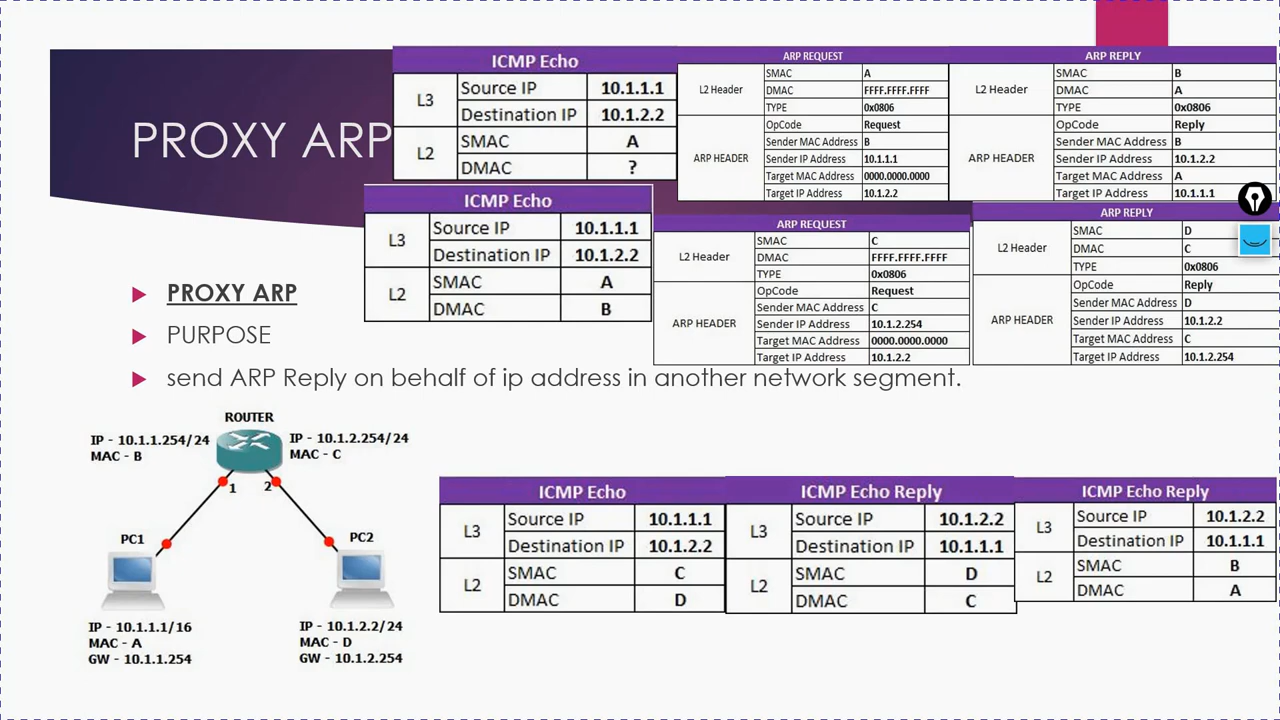 PROXY ARP
ICMP Echo
L3 Source IP 10.1.1.1
Destination IP 10.1.2.2
L2 SMAC A
DMAC ?
ARP REQUEST
L2 Header SMAC A
DMAC FFFF.FFFF.FFFF
TYPE 0x0806
ARP HEADER OpCode Request
Sender MAC Address B
Sender IP Address 10.1.1.1
Target MAC Address 0000.0000.0000
Target IP Address 10.1.2.2
ARP REPLY
L2 Header SMAC B
DMAC A
TYPE 0x0806
ARP HEADER OpCode Reply
Sender MAC Address B
Sender IP Address 10.1.2.2
Target MAC Address A
Target IP Address 10.1.1.1
ICMP Echo
L3 Source IP 10.1.1.1
Destination IP 10.1.2.2
L2 SMAC A
DMAC B
ARP REQUEST
L2 Header SMAC C
DMAC FFFF.FFFF.FFFF
TYPE 0x0806
ARP HEADER OpCode Request
Sender MAC Address C
Sender IP Address 10.1.2.254
Target MAC Address 0000.0000.0000
Target IP Address 10.1.2.2
ARP REPLY
L2 Header SMAC D
DMAC C
TYPE 0x0806
ARP HEADER OpCode Reply
Sender MAC Address D
Sender IP Address 10.1.2.2
Target MAC Address C
Target IP Address 10.1.2.254
PROXY ARP
PURPOSE
send ARP Reply on behalf of ip address in another network segment.
ROUTER
IP - 10.1.1.254/24
MAC - B
IP - 10.1.2.254/24
MAC - C
1 2
PC1
PC2
IP - 10.1.1.1/16
MAC - A
GW - 10.1.1.254
IP - 10.1.2.2/24
MAC - D
GW - 10.1.2.254
ICMP Echo
L3 Source IP 10.1.1.1
Destination IP 10.1.2.2
L2 SMAC C
DMAC D
ICMP Echo Reply
L3 Source IP 10.1.2.2
Destination IP 10.1.1.1
L2 SMAC D
DMAC C
ICMP Echo Reply
L3 Source IP 10.1.2.2
Destination IP 10.1.1.1
L2 SMAC B
DMAC A